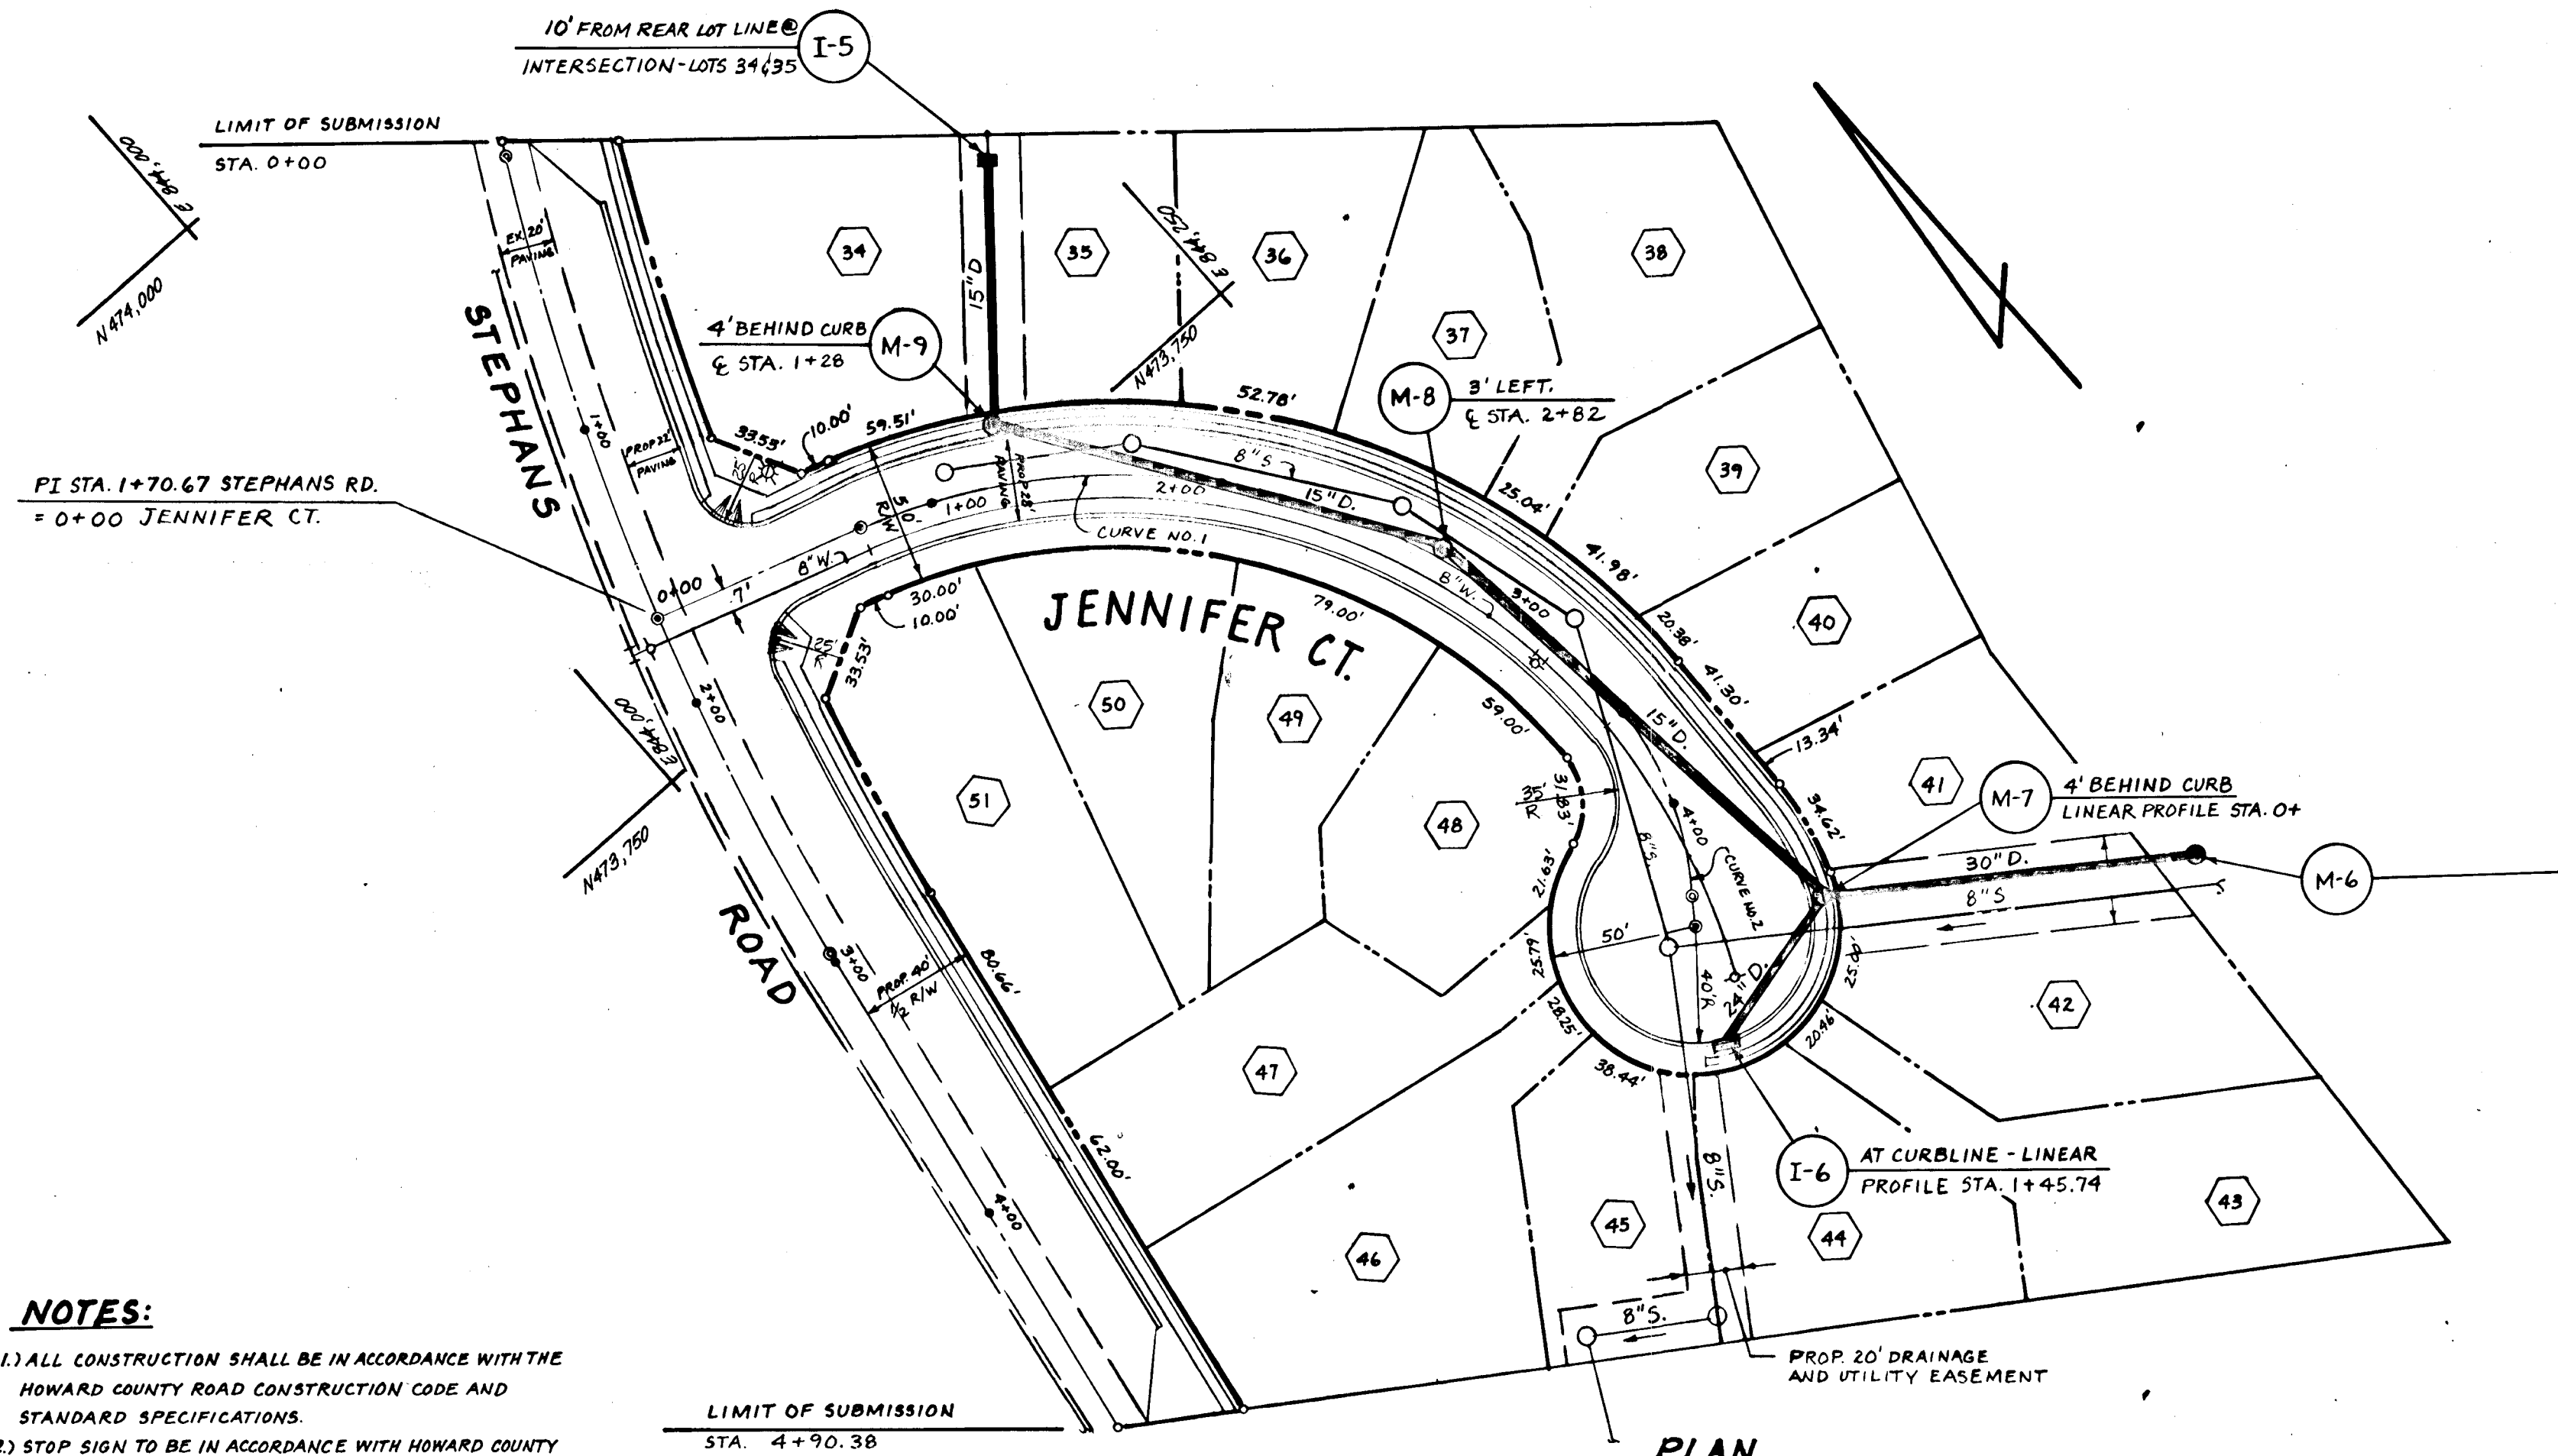 10' FROM REAR LOT LINE @
INTERSECTION-LOTS 34 & 35
I-5
LIMIT OF SUBMISSION
STA. 0+00
E 844,000
N 474,000
EX. 20'
PAVING
STEPHANS
34
15" D
35
E 844,250
N 473,750
36
37
38
4' BEHIND CURB
℄ STA. 1+28
M-9
M-8
3' LEFT.
℄ STA. 2+82
52.78'
1+00
PROP 22'
PAVING
33.53'
10.00'
59.51'
25'
R
PI STA. 1+70.67 STEPHANS RD.
= 0+00 JENNIFER CT.
50'
R/W
1+00
PROP 28'
PAVING
8" S
15" D.
2+00
CURVE NO. 1
25.04'
39
41.98'
0+00
7'
8" W.
30.00'
10.00'
8" W.
3+00
JENNIFER CT.
79.00'
20.38'
40
41.30'
25'
R
33.53'
2+00
50
49
59.00'
15" D.
13.34'
E 844,000
N 473,750
51
48
35'
R
31.83'
4+00
8" S.
41
M-7
4' BEHIND CURB
LINEAR PROFILE STA. 0+
34.62'
30" D.
8" S
M-6
21.63'
CURVE NO. 2
ROAD
3+00
PROP. 40'
1/2 R/W
80.66'
50'
25.79'
40' R
24" D.
25.09'
42
28.25'
20.46'
47
38.44'
62.00'
4+00
8" S.
I-6
AT CURBLINE - LINEAR
PROFILE STA. 1+45.74
46
45
44
43
8" S.
PROP. 20' DRAINAGE
AND UTILITY EASEMENT
NOTES:
1.) ALL CONSTRUCTION SHALL BE IN ACCORDANCE WITH THE
HOWARD COUNTY ROAD CONSTRUCTION CODE AND
STANDARD SPECIFICATIONS.
2.) STOP SIGN TO BE IN ACCORDANCE WITH HOWARD COUNTY
LIMIT OF SUBMISSION
STA. 4+90.38
PLAN